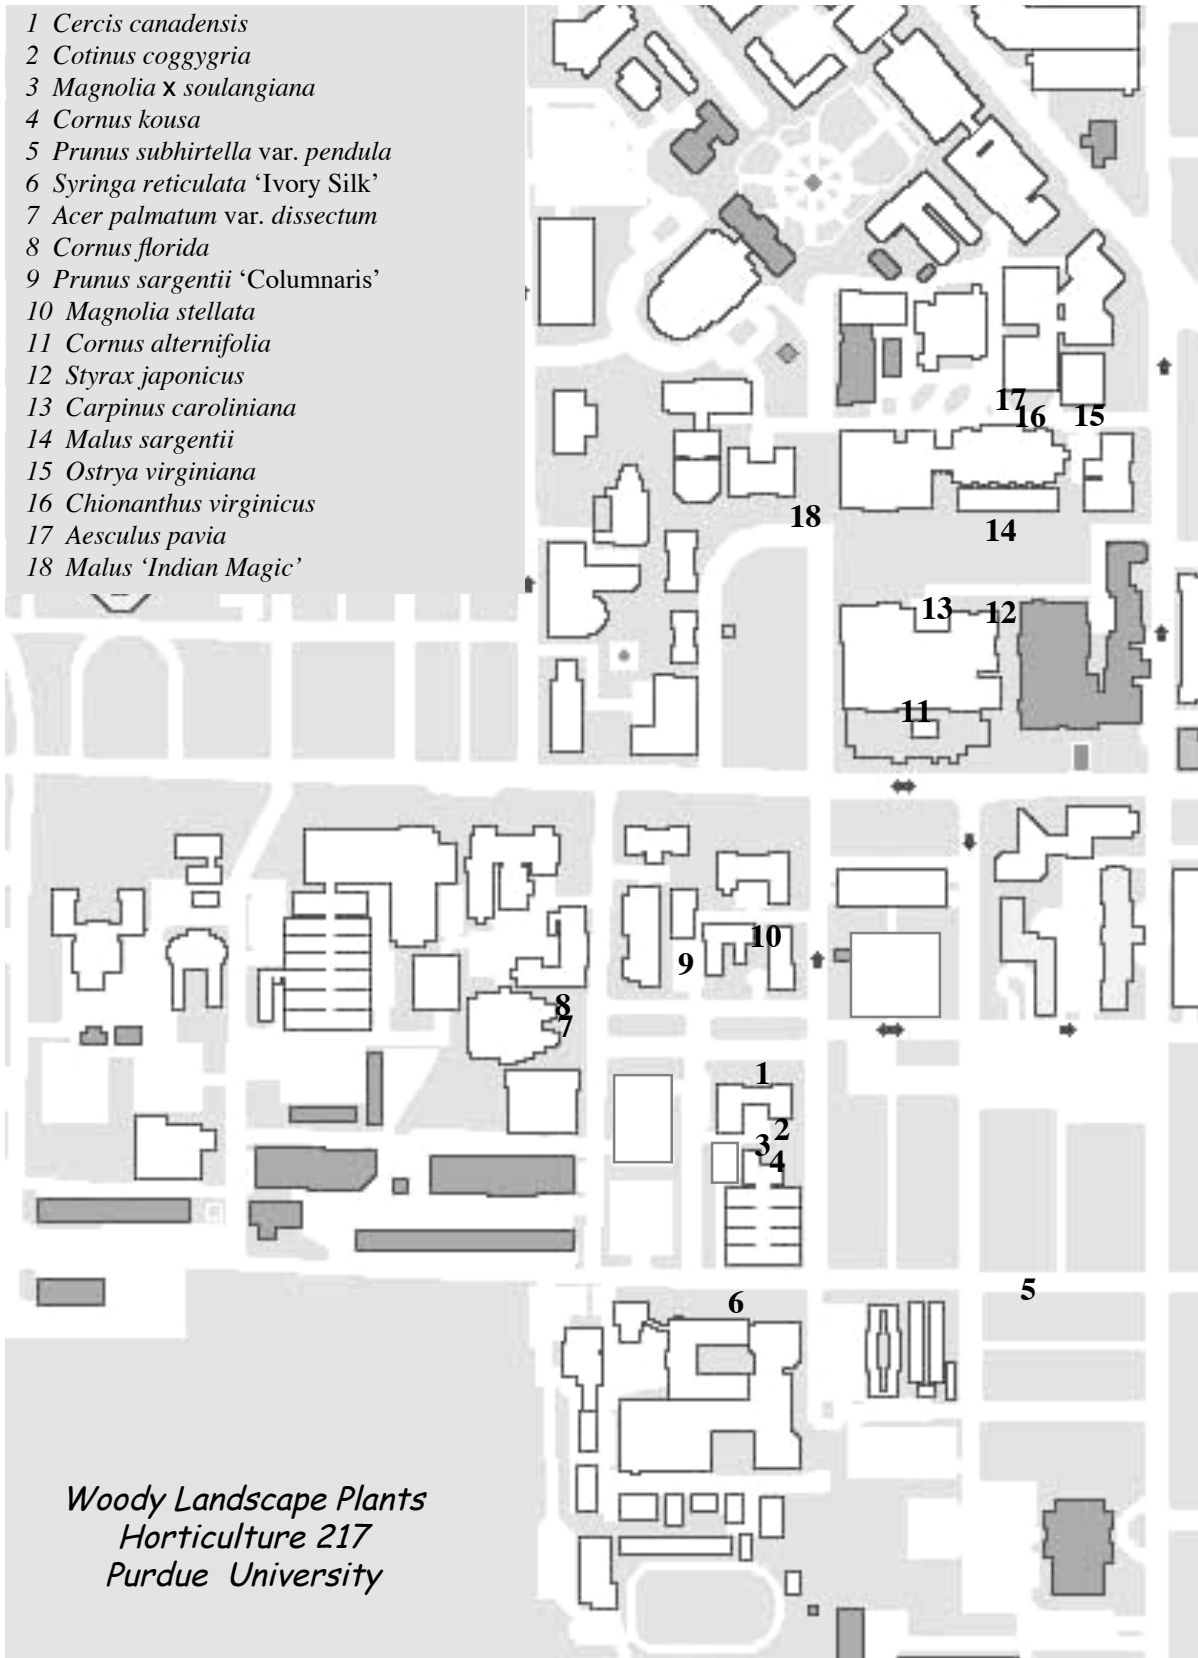 1 Cercis canadensis
2 Cotinus coggygria
3 Magnolia x soulangiana
4 Cornus kousa
5 Prunus subhirtella var. pendula
6 Syringa reticulata ‘Ivory Silk’
7 Acer palmatum var. dissectum
8 Cornus florida
9 Prunus sargentii ‘Columnaris’
10 Magnolia stellata
11 Cornus alternifolia
12 Styrax japonicus
13 Carpinus caroliniana
14 Malus sargentii
15 Ostrya virginiana
16 Chionanthus virginicus
17 Aesculus pavia
18 Malus ‘Indian Magic’
17
16 15
18
14
13 12
11
10
9
8
7
1
2
3
4
5
6
Woody Landscape Plants
Horticulture 217
Purdue University